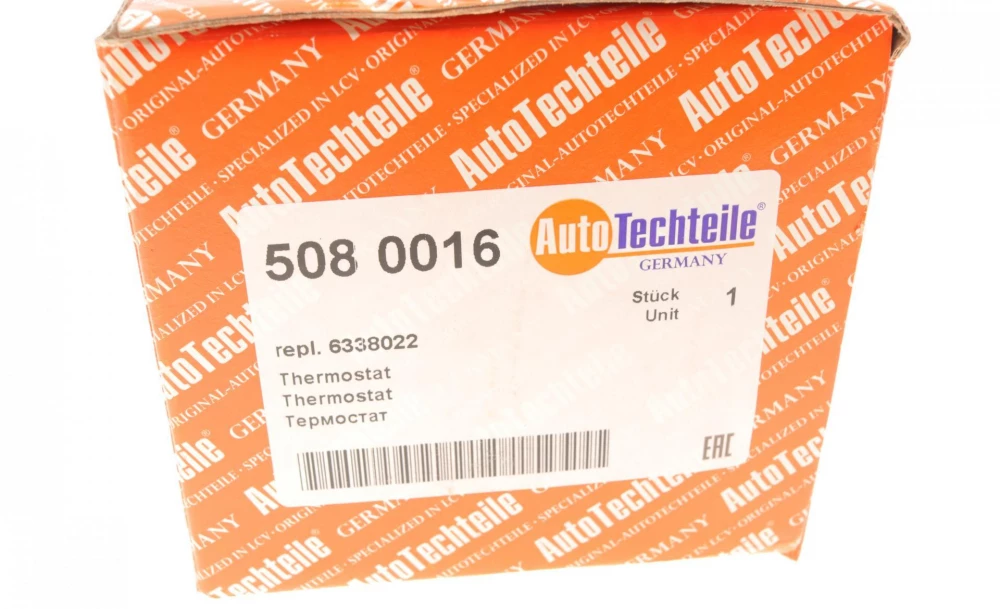 508 0016
AutoTechteile®
GERMANY
Stück 1
Unit
repl. 6338022
Thermostat
Thermostat
Термостат
EAC
AutoTechteile®
GERMANY
SPECIALIZED IN LCV · ORIGINAL-AUTOTECHTEILE